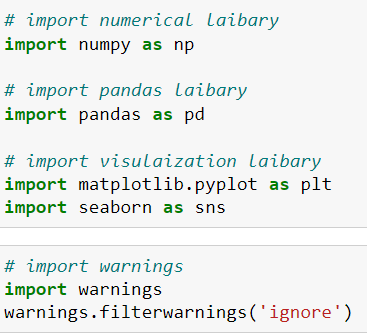 # import numerical laibary
import numpy as np
# import pandas laibary
import pandas as pd
# import visulaization laibary
import matplotlib.pyplot as plt
import seaborn as sns
# import warnings
import warnings
warnings.filterwarnings('ignore')